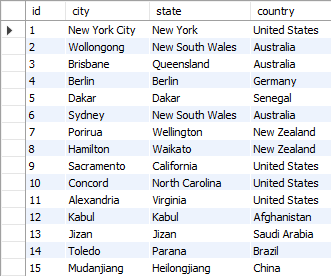 id city state country
1 New York City New York United States
2 Wollongong New South Wales Australia
3 Brisbane Queensland Australia
4 Berlin Berlin Germany
5 Dakar Dakar Senegal
6 Sydney New South Wales Australia
7 Porirua Wellington New Zealand
8 Hamilton Waikato New Zealand
9 Sacramento California United States
10 Concord North Carolina United States
11 Alexandria Virginia United States
12 Kabul Kabul Afghanistan
13 Jizan Jizan Saudi Arabia
14 Toledo Parana Brazil
15 Mudanjiang Heilongjiang China